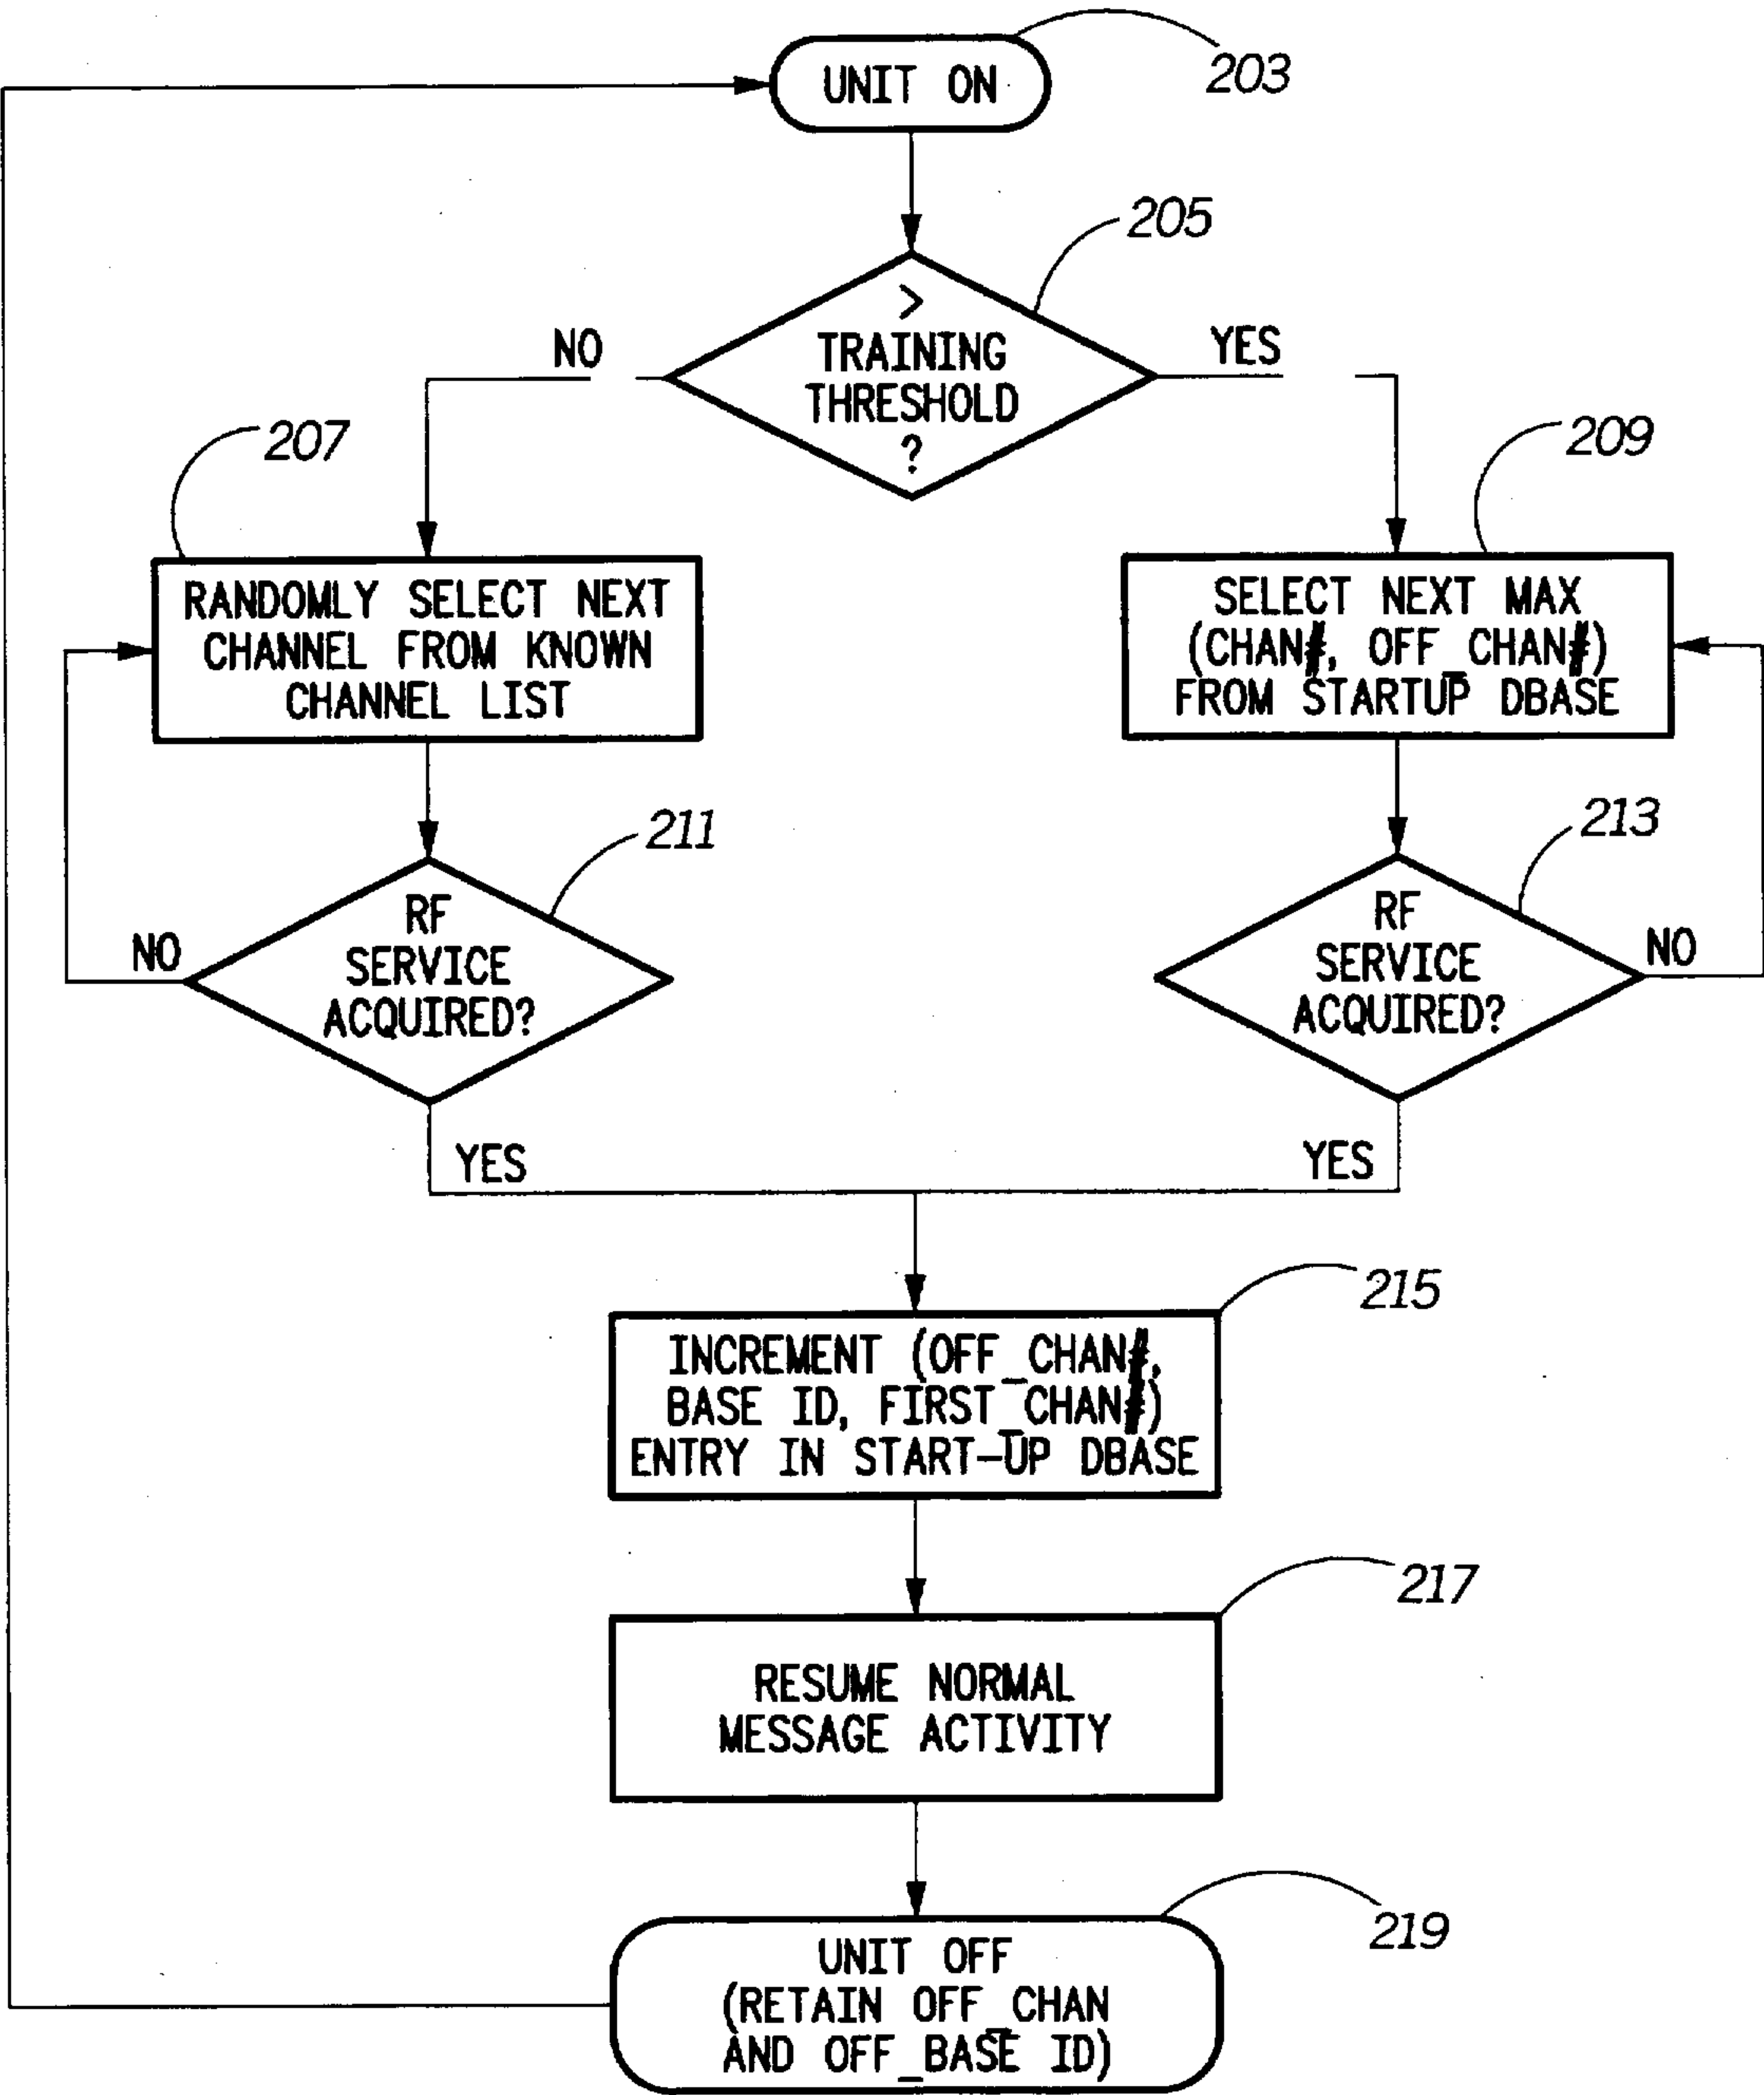 UNIT ON
203
205
>
TRAINING
THRESHOLD
?
NO
YES
207
209
RANDOMLY SELECT NEXT
CHANNEL FROM KNOWN
CHANNEL LIST
SELECT NEXT MAX
(CHAN#, OFF_CHAN#)
FROM STARTUP DBASE
211
213
RF
SERVICE
ACQUIRED?
NO
RF
SERVICE
ACQUIRED?
NO
YES
YES
215
INCREMENT (OFF_CHAN#,
BASE ID, FIRST_CHAN#)
ENTRY IN START-UP DBASE
217
RESUME NORMAL
MESSAGE ACTIVITY
219
UNIT OFF
(RETAIN OFF_CHAN
AND OFF_BASE ID)